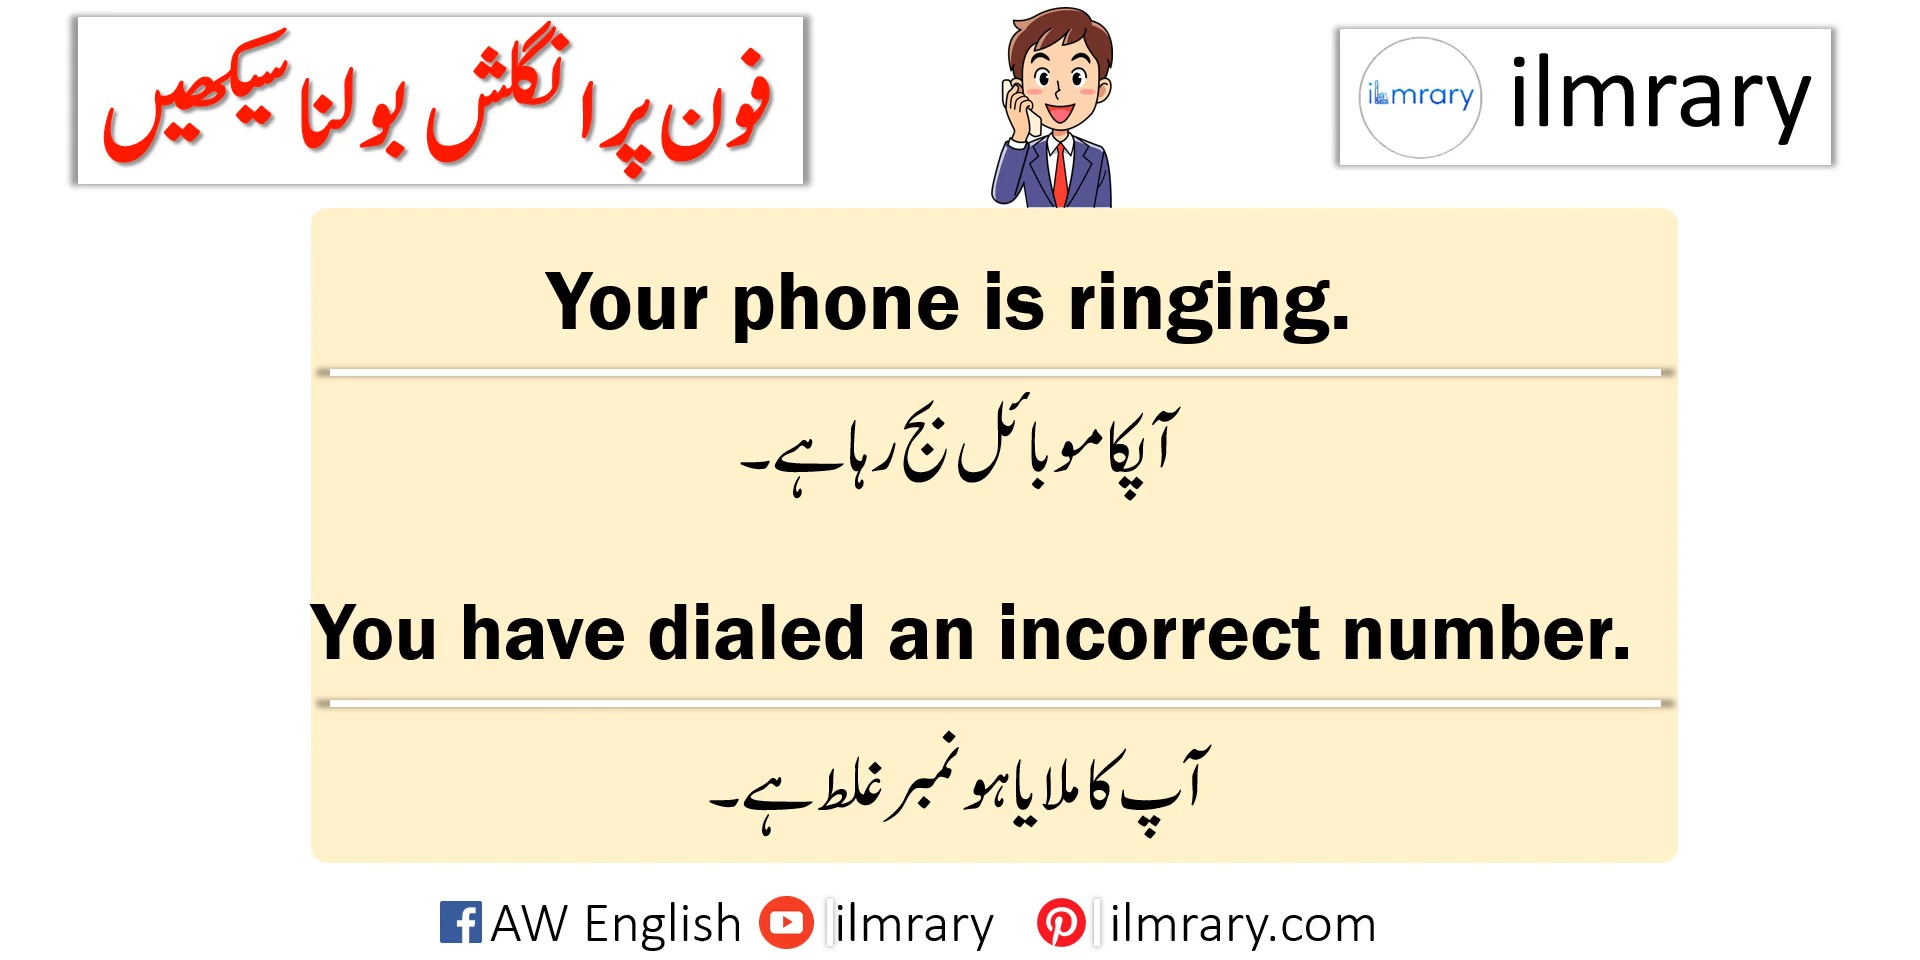 فون پر انگلش بولنا سیکھیں
ilmrary
ilmrary
Your phone is ringing.
آپکا موبائل بج رہا ہے۔
You have dialed an incorrect number.
آپ کا ملایا ہو نمبر غلط ہے۔
AW English ilmrary ilmrary.com